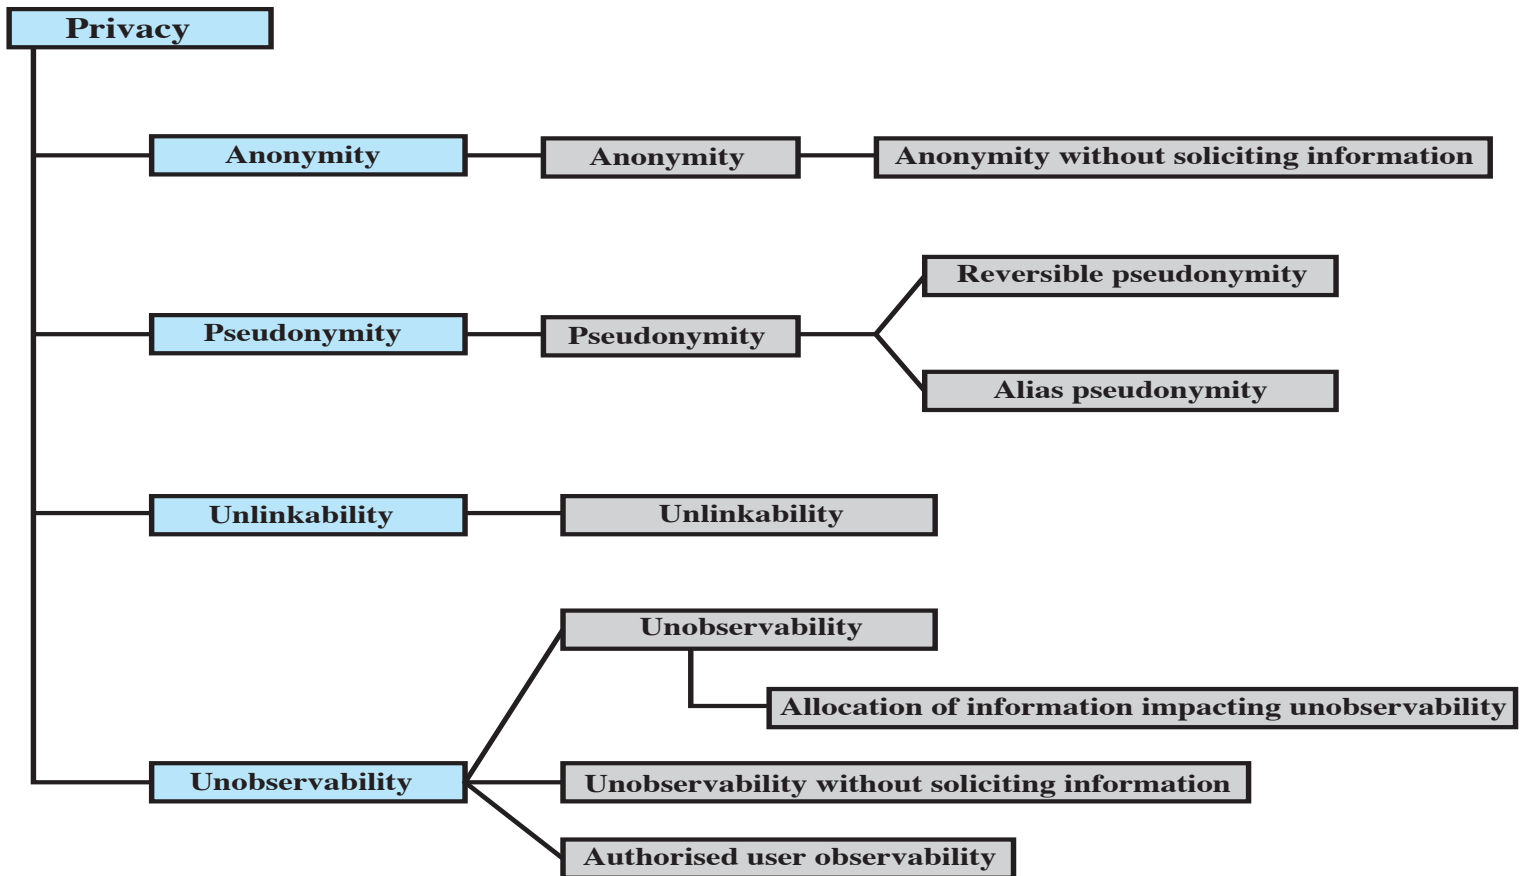 Privacy
Anonymity
Anonymity
Anonymity without soliciting information
Reversible pseudonymity
Pseudonymity
Pseudonymity
Alias pseudonymity
Unlinkability
Unlinkability
Unobservability
Allocation of information impacting unobservability
Unobservability
Unobservability without soliciting information
Authorised user observability